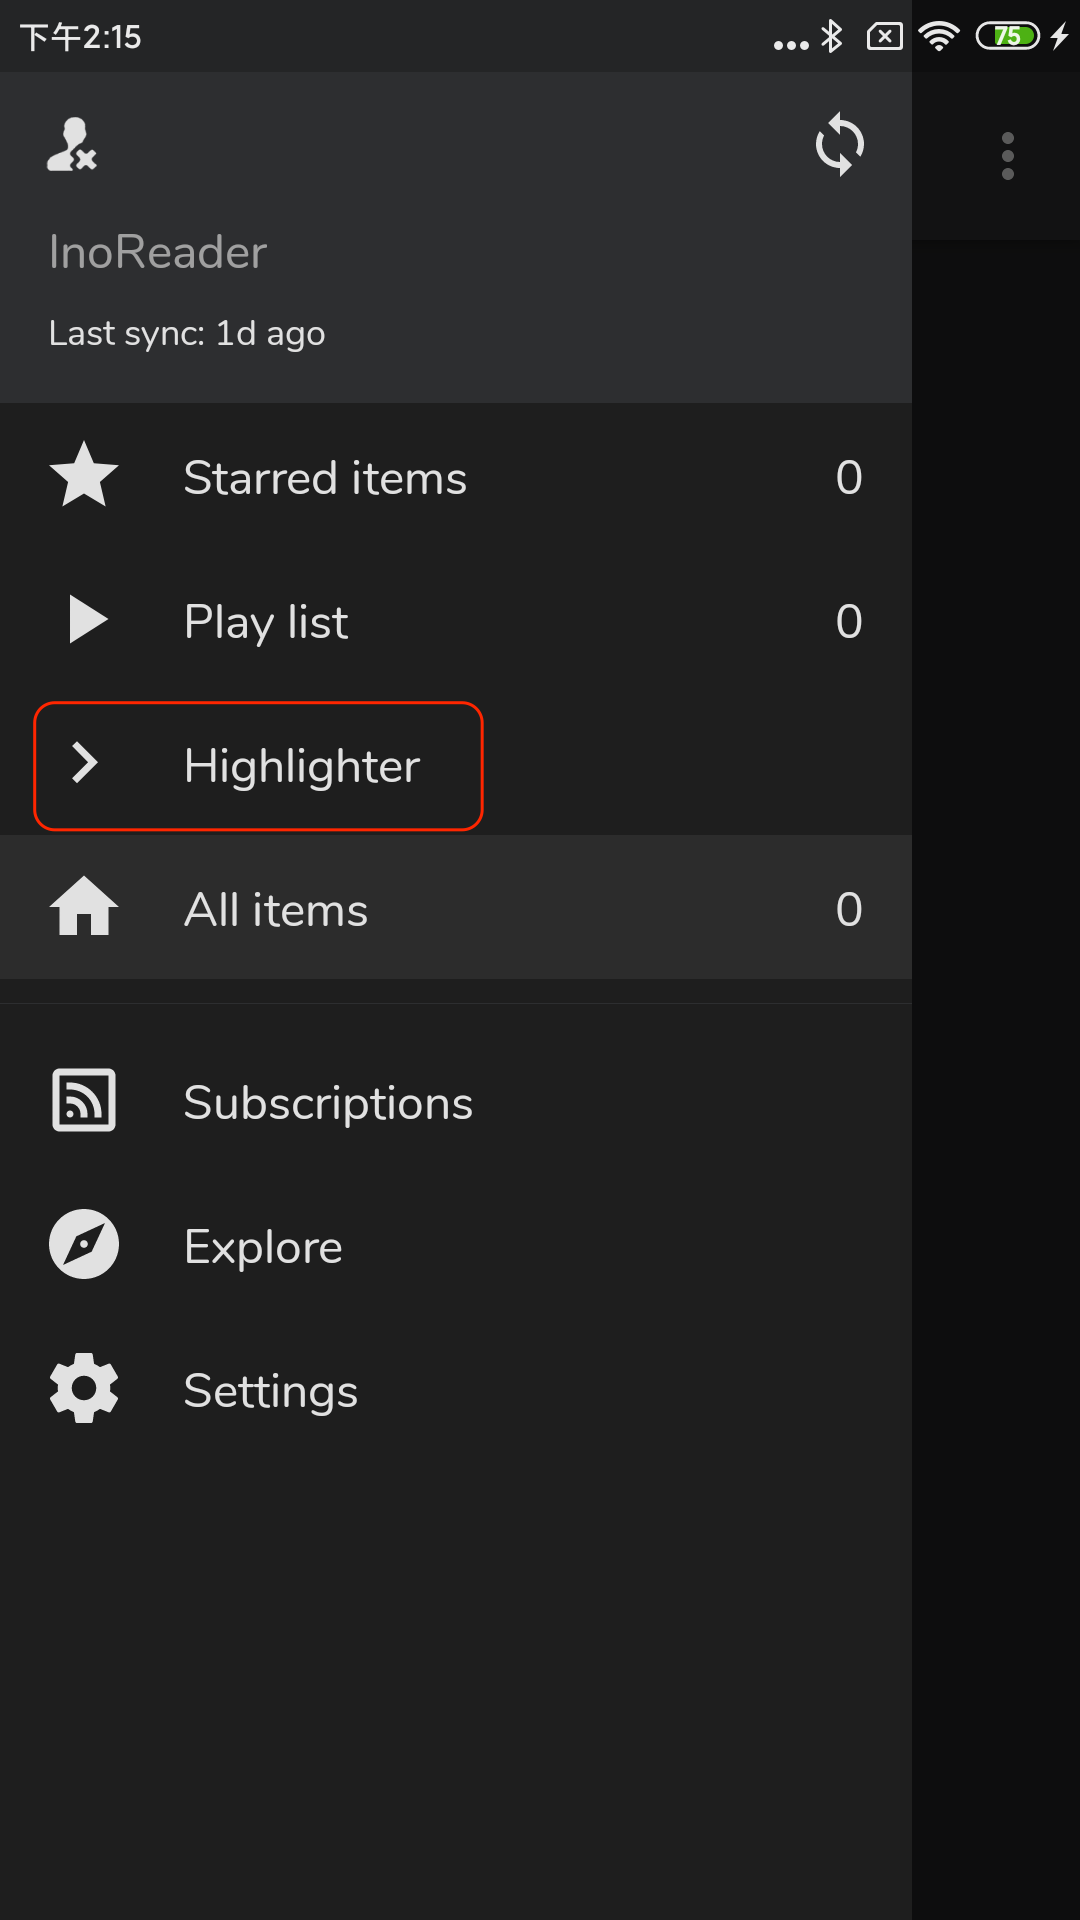 下午2:15
75
InoReader
Last sync: 1d ago
Starred items 0
Play list 0
Highlighter
All items 0
Subscriptions
Explore
Settings